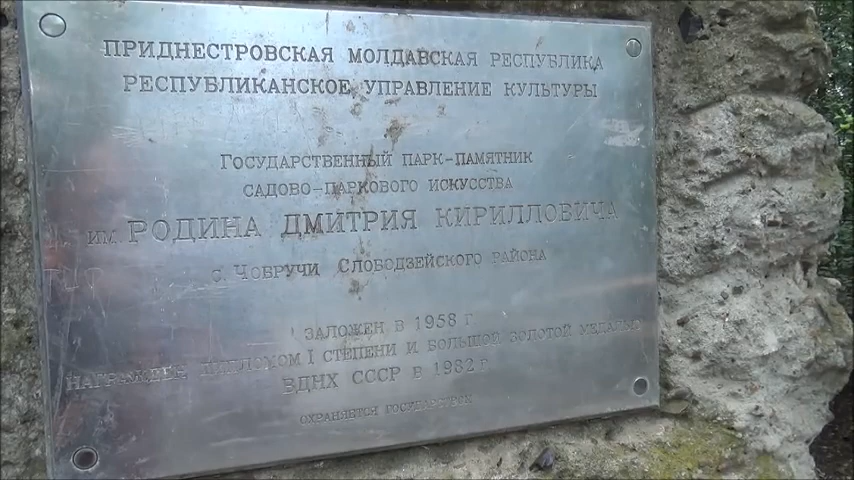 ПРИДНЕСТРОВСКАЯ МОЛДАВСКАЯ РЕСПУБЛИКА
РЕСПУБЛИКАНСКОЕ УПРАВЛЕНИЕ КУЛЬТУРЫ
ГОСУДАРСТВЕННЫЙ ПАРК-ПАМЯТНИК
САДОВО-ПАРКОВОГО ИСКУССТВА
ИМ. РОДИНА ДМИТРИЯ КИРИЛЛОВИЧА
С. ЧОБРУЧИ СЛОБОДЗЕЙСКОГО РАЙОНА
ЗАЛОЖЕН В 1958 Г.
НАГРАЖДЕН ДИПЛОМОМ I СТЕПЕНИ И БОЛЬШОЙ ЗОЛОТОЙ МЕДАЛЬЮ
ВДНХ СССР В 1982 Г.
ОХРАНЯЕТСЯ ГОСУДАРСТВОМ